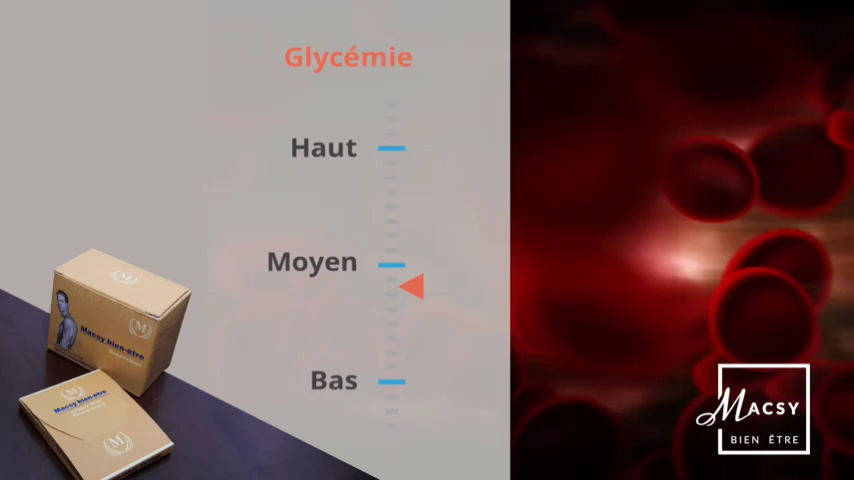 Glycémie
Haut
Moyen
Bas
M
M
Macsy bien-être
M
Macsy bien-être
M
MACSY
BIEN ÊTRE